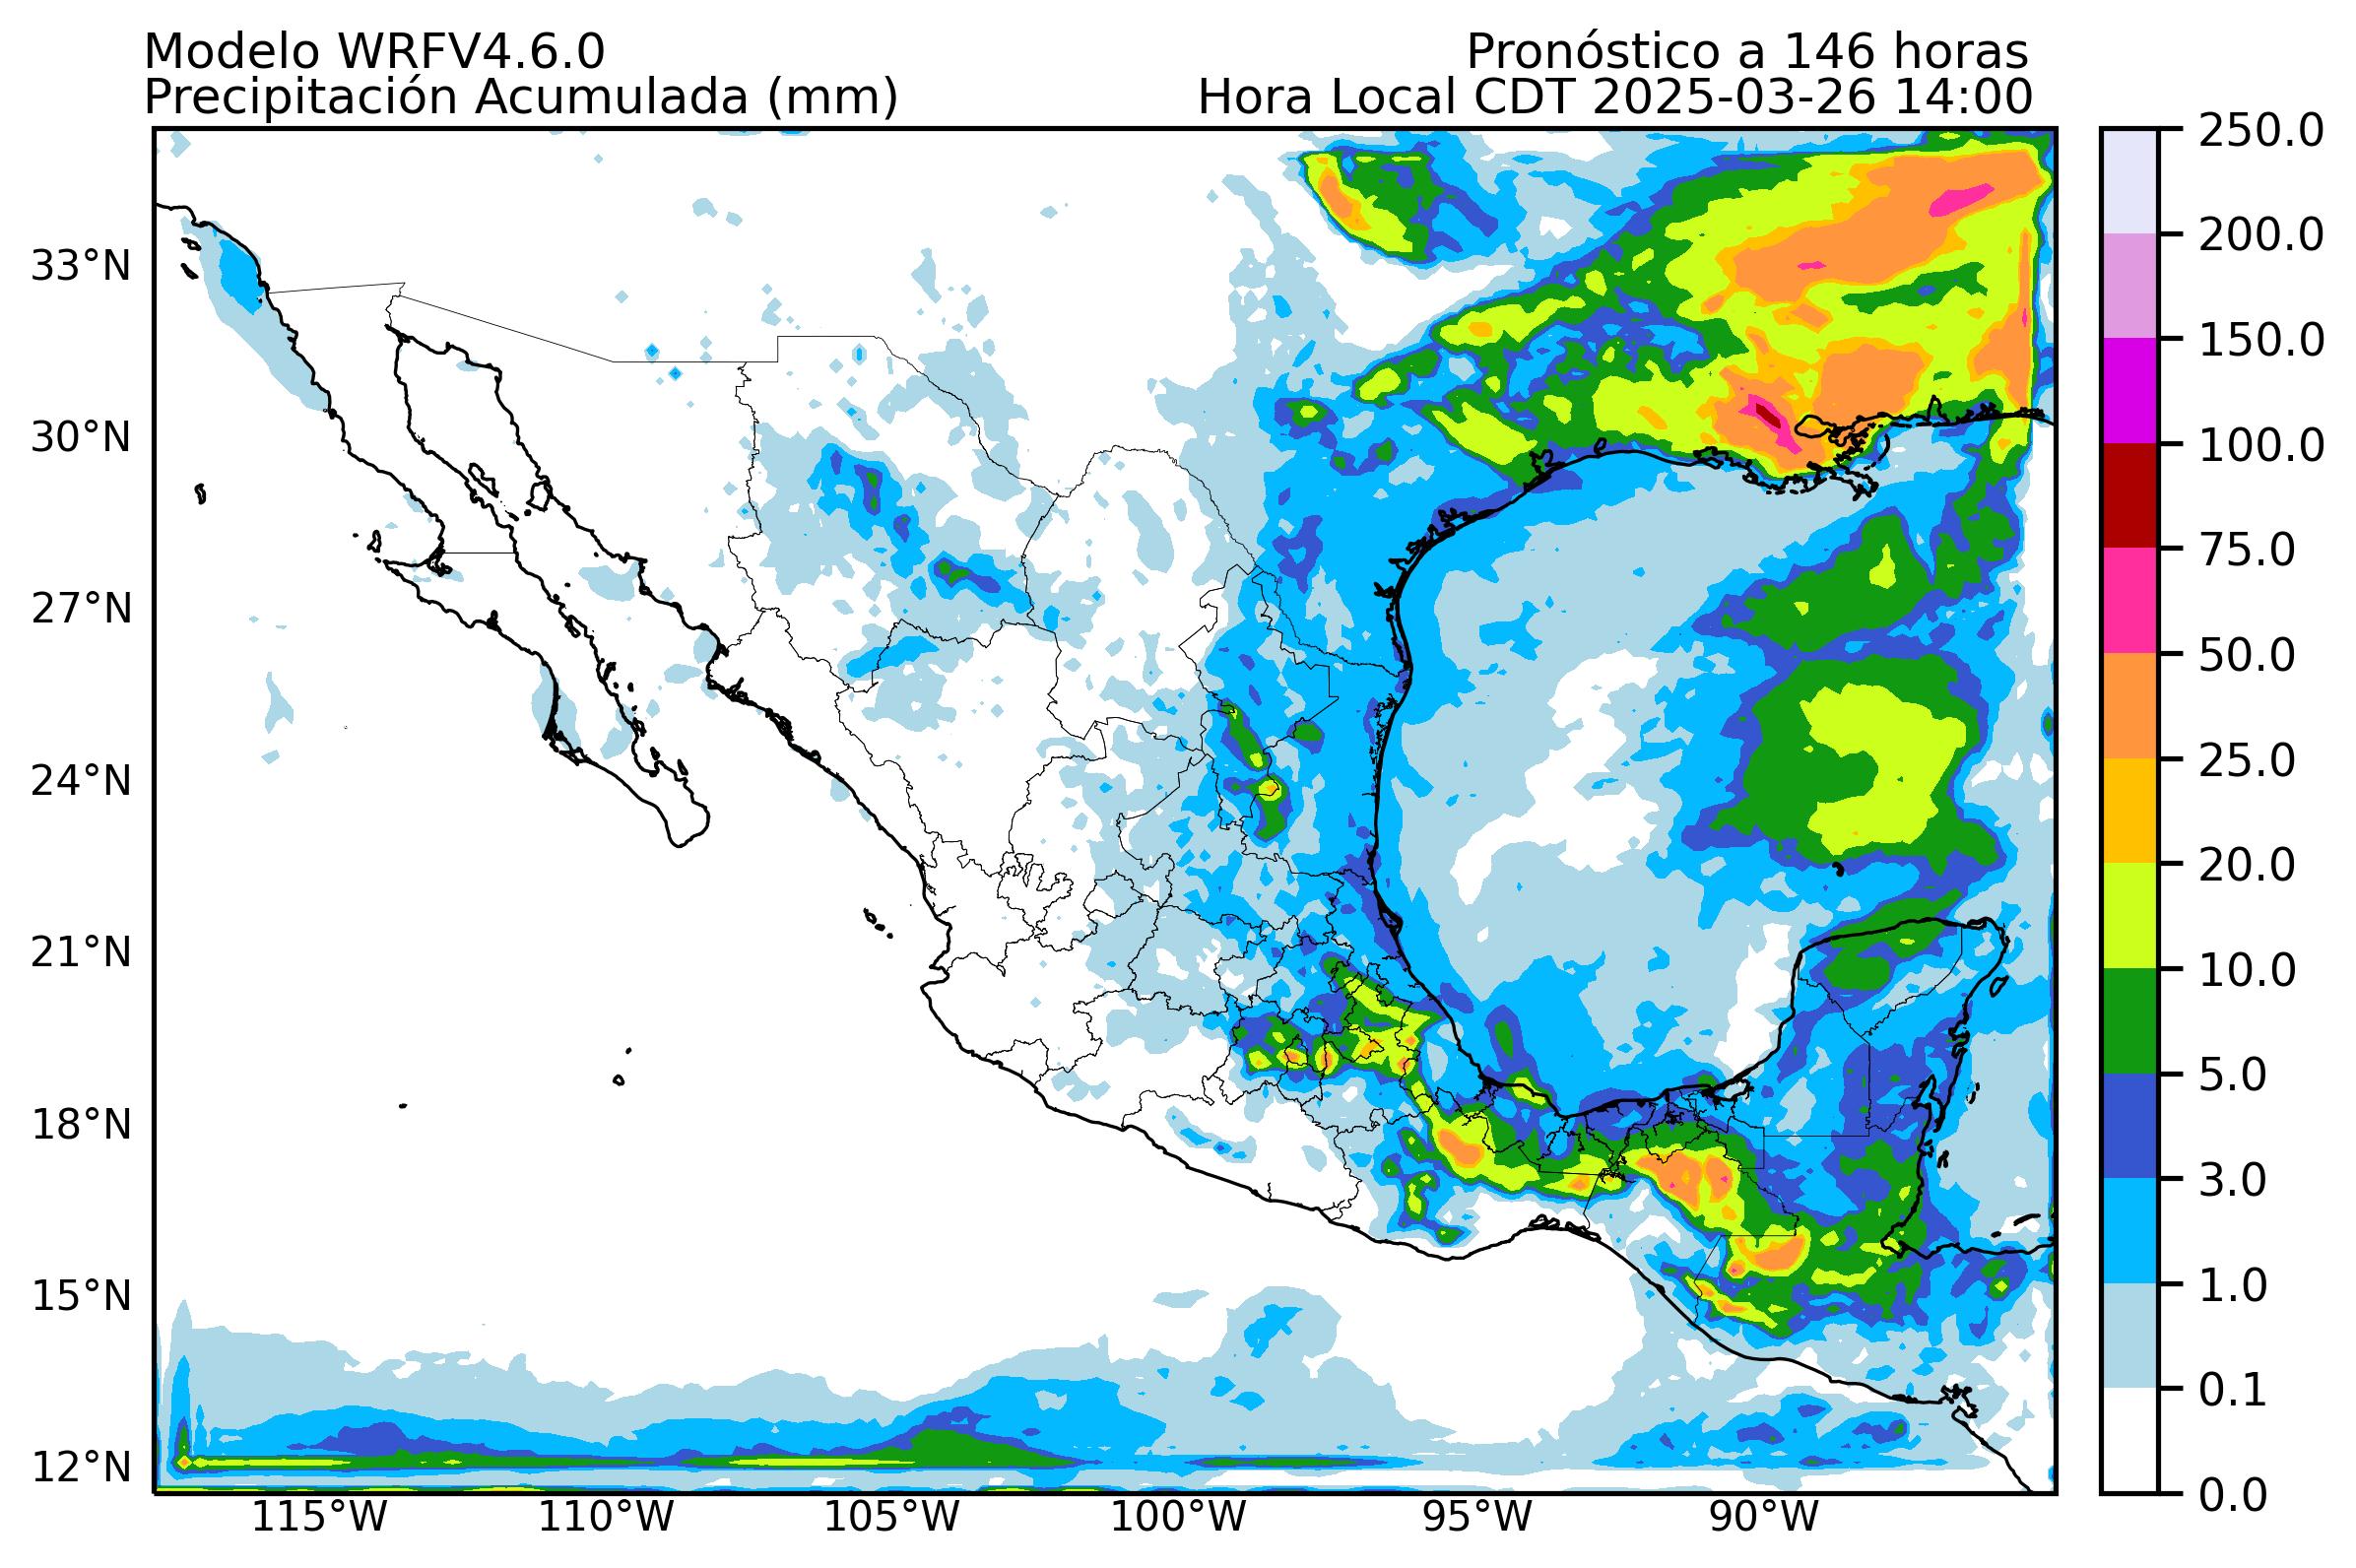 Modelo WRFV4.6.0
Pronóstico a 146 horas
Precipitación Acumulada (mm)
Hora Local CDT 2025-03-26 14:00
33°N
30°N
27°N
24°N
21°N
18°N
15°N
12°N
115°W
110°W
105°W
100°W
95°W
90°W
250.0
200.0
150.0
100.0
75.0
50.0
25.0
20.0
10.0
5.0
3.0
1.0
0.1
0.0